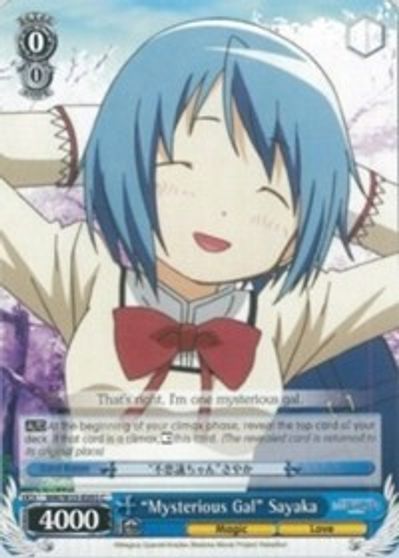 0
0
That's right. I'm one mysterious gal.
At the beginning of your climax phase, reveal the top card of
your deck. If that card is a climax, this card. (The revealed card is returned to
its original place)
"不思議ちゃん"さやか
4000 "Mysterious Gal" Sayaka
Magic Love